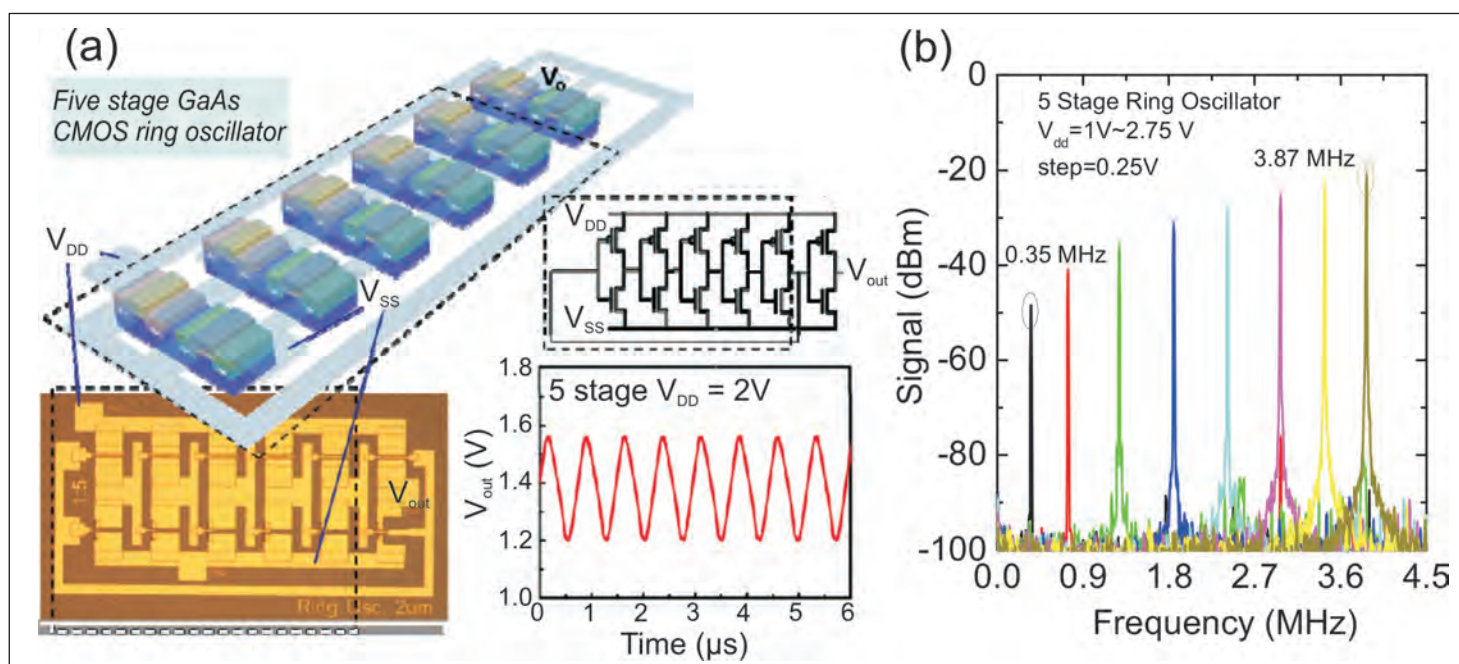 (a)
Five stage GaAs
CMOS ring oscillator
Vo
VDD
VSS
1.5
Vout
Ring Osc. 2um
VDD
VSS
Vout
5 stage VDD = 2V
1.8
1.6
1.4
1.2
1.0
Vout (V)
0 1 2 3 4 5 6
Time (µs)
(b)
5 Stage Ring Oscillator
Vdd=1V~2.75 V
step=0.25V
3.87 MHz
0.35 MHz
0
-20
-40
-60
-80
-100
Signal (dBm)
0.0 0.9 1.8 2.7 3.6 4.5
Frequency (MHz)